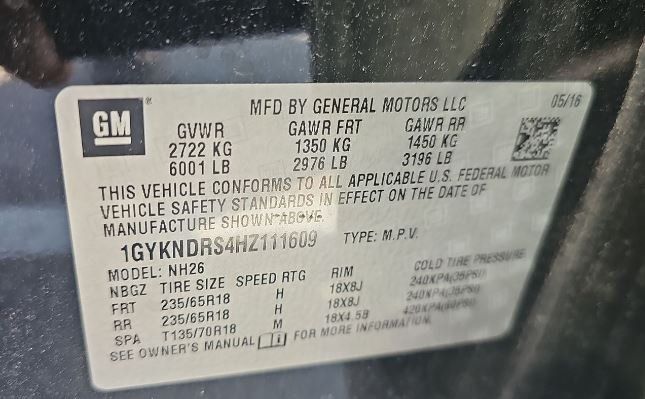 GM ® MFD BY GENERAL MOTORS LLC 05/16
GVWR GAWR FRT GAWR RR
2722 KG 1350 KG 1450 KG
6001 LB 2976 LB 3196 LB
THIS VEHICLE CONFORMS TO ALL APPLICABLE U.S. FEDERAL MOTOR
VEHICLE SAFETY STANDARDS IN EFFECT ON THE DATE OF
MANUFACTURE SHOWN ABOVE.
1GYKNDRS4HZ111609 TYPE: M.P.V.
MODEL: NH26
NBGZ TIRE SIZE SPEED RTG RIM COLD TIRE PRESSURE
FRT 235/65R18 H 18X8J 240KPA(35PSI)
RR 235/65R18 H 18X8J 240KPA(35PSI)
SPA T135/70R18 M 18X4.5B 420KPA(60PSI)
SEE OWNER'S MANUAL FOR MORE INFORMATION.